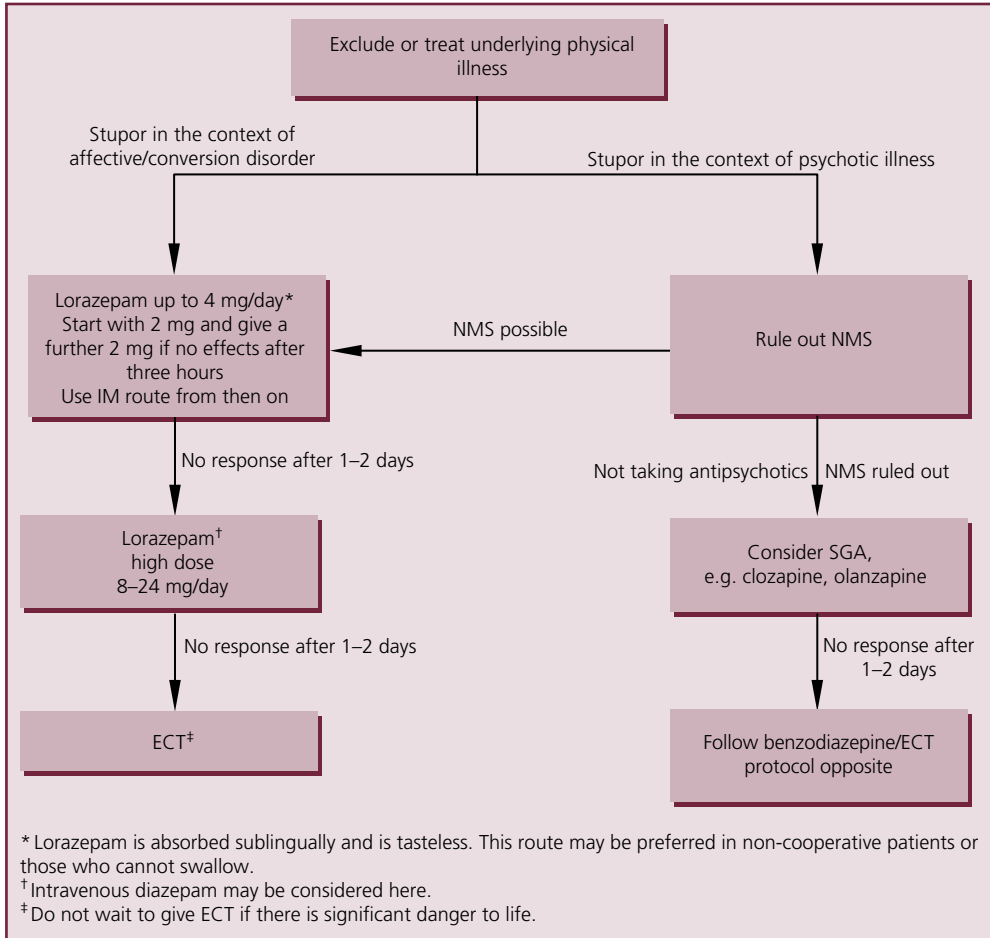 Exclude or treat underlying physical
illness
Stupor in the context of
affective/conversion disorder
Stupor in the context of psychotic illness
Lorazepam up to 4 mg/day*
Start with 2 mg and give a
further 2 mg if no effects after
three hours
Use IM route from then on
NMS possible
Rule out NMS
No response after 1–2 days
Not taking antipsychotics
NMS ruled out
Lorazepam†
high dose
8–24 mg/day
Consider SGA,
e.g. clozapine, olanzapine
No response after 1–2 days
No response after
1–2 days
ECT‡
Follow benzodiazepine/ECT
protocol opposite
* Lorazepam is absorbed sublingually and is tasteless. This route may be preferred in non-cooperative patients or
those who cannot swallow.
† Intravenous diazepam may be considered here.
‡ Do not wait to give ECT if there is significant danger to life.